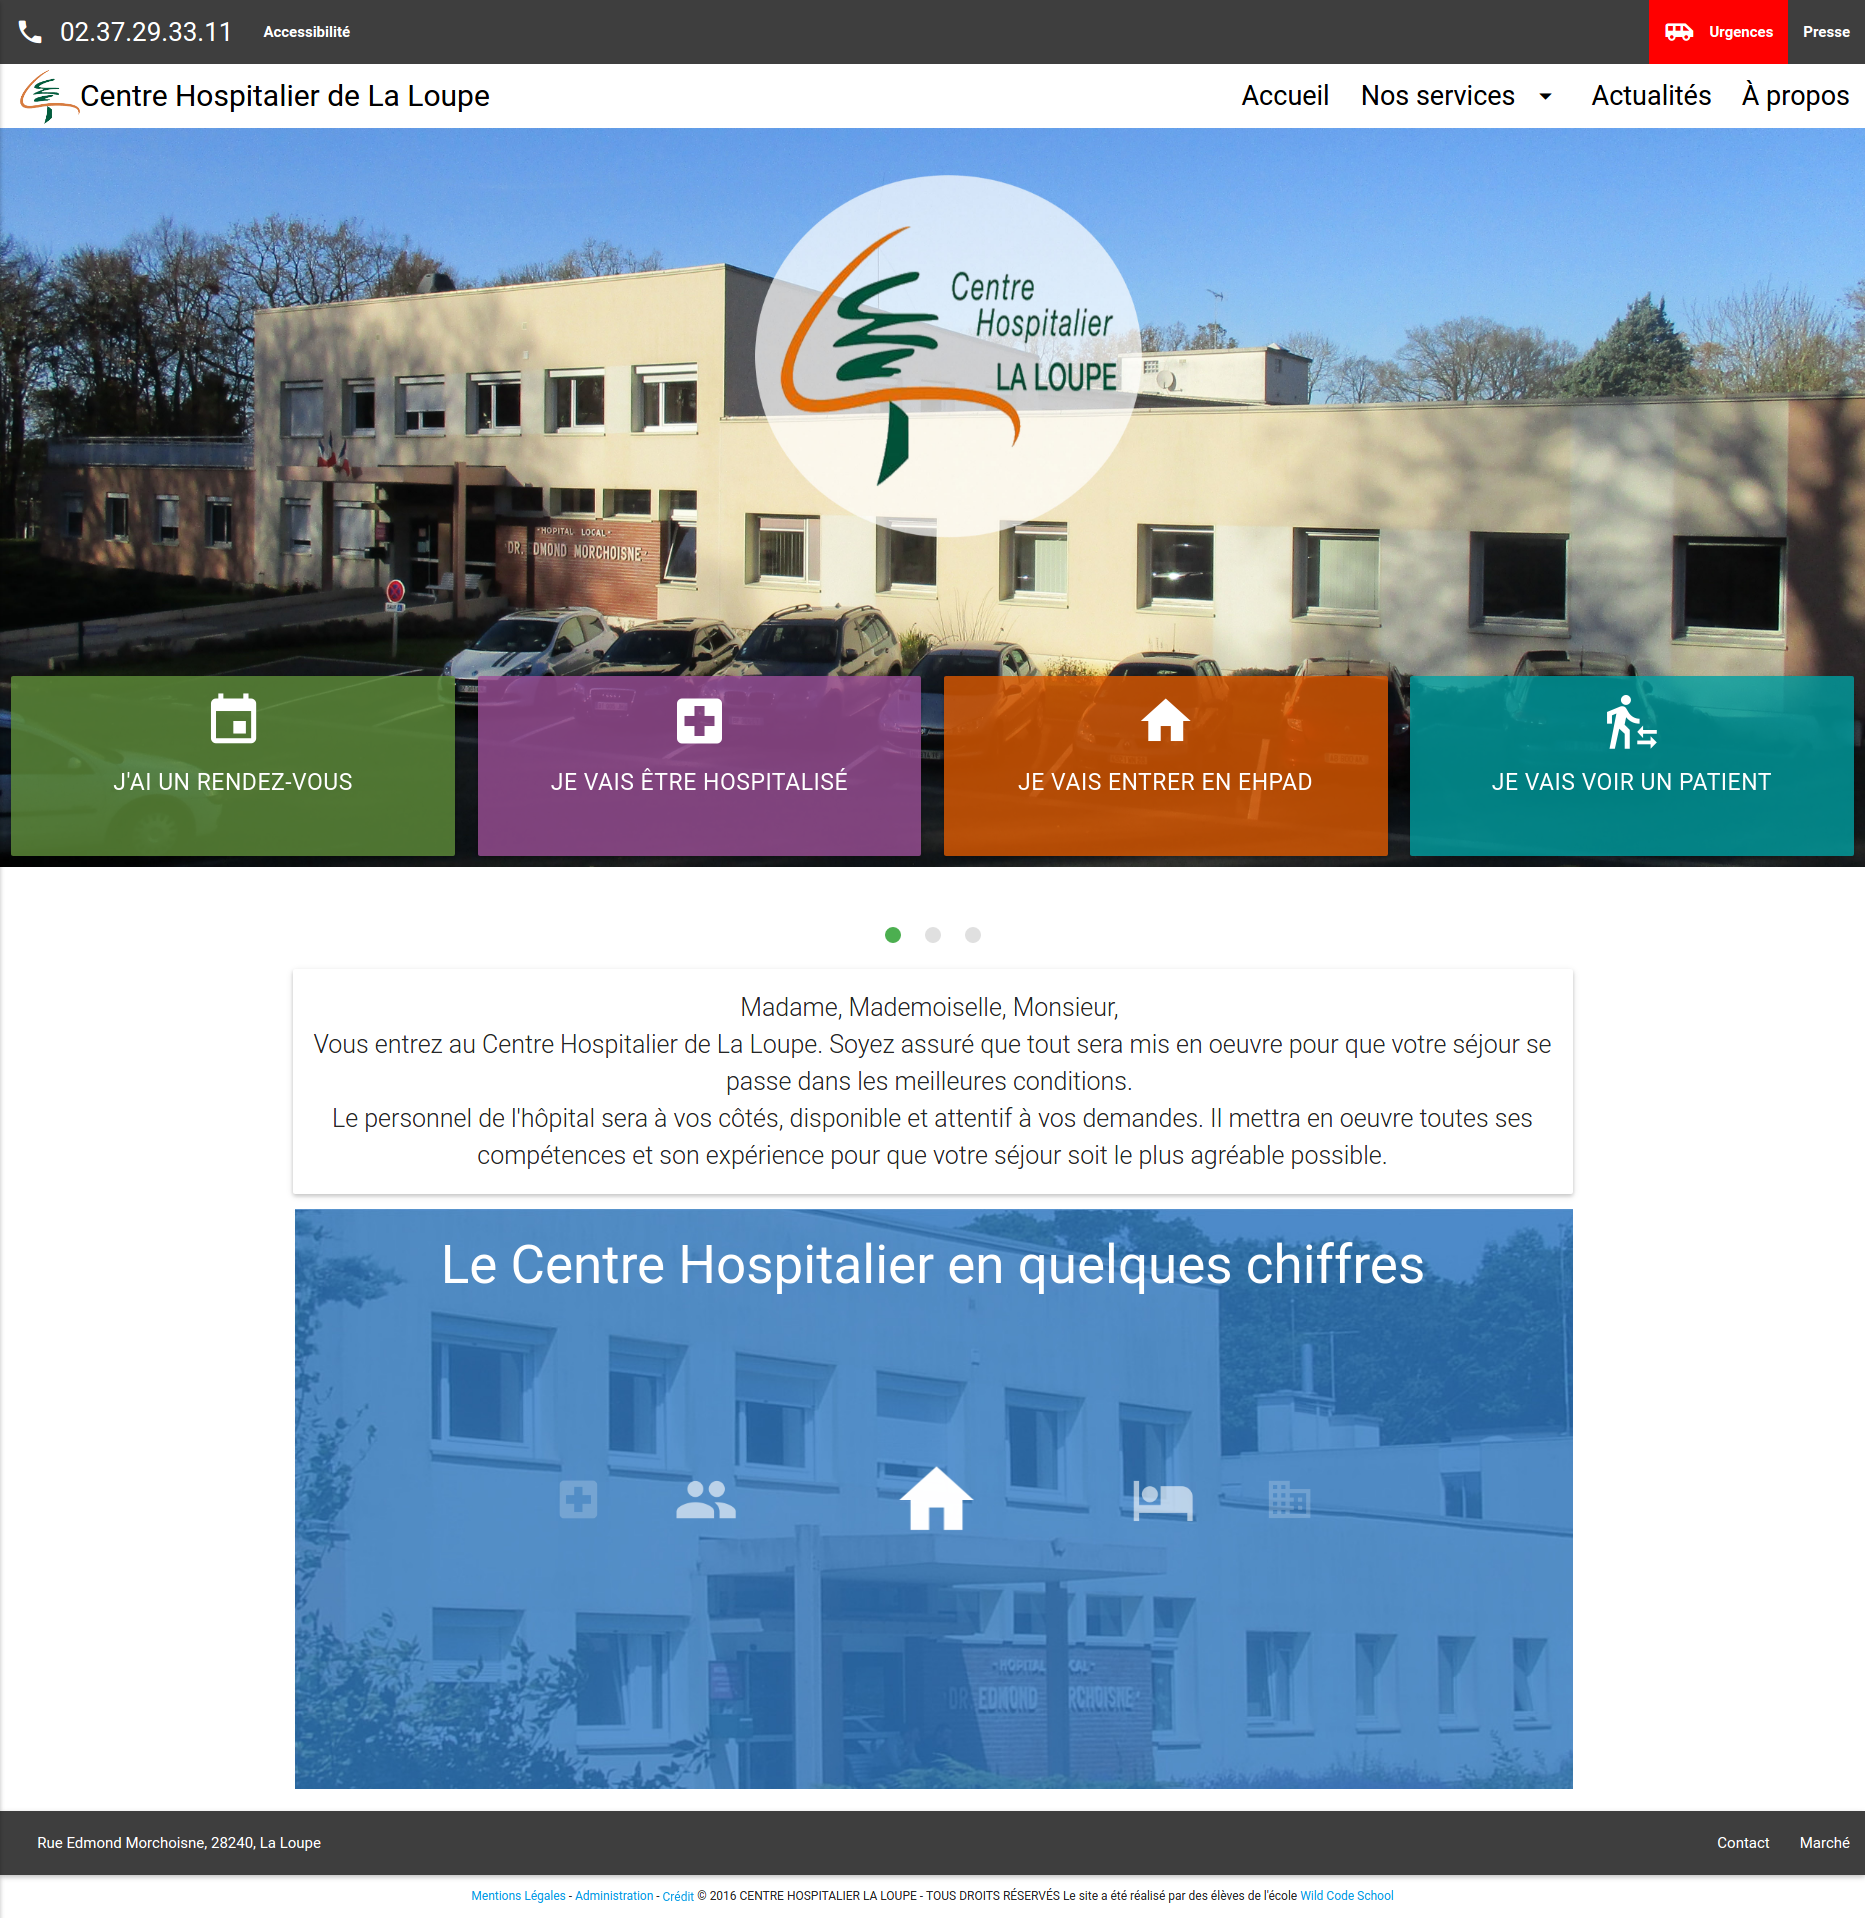 02.37.29.33.11 Accessibilité Urgences Presse
Centre Hospitalier de La Loupe Accueil Nos services Actualités À propos
Centre
Hospitalier
LA LOUPE
HOPITAL LOCAL
DR. EDMOND MORCHOISNE
J'AI UN RENDEZ-VOUS
JE VAIS ÊTRE HOSPITALISÉ
JE VAIS ENTRER EN EHPAD
JE VAIS VOIR UN PATIENT
Madame, Mademoiselle, Monsieur,
Vous entrez au Centre Hospitalier de La Loupe. Soyez assuré que tout sera mis en oeuvre pour que votre séjour se
passe dans les meilleures conditions.
Le personnel de l'hôpital sera à vos côtés, disponible et attentif à vos demandes. Il mettra en oeuvre toutes ses
compétences et son expérience pour que votre séjour soit le plus agréable possible.
Le Centre Hospitalier en quelques chiffres
DR EDMOND
Rue Edmond Morchoisne, 28240, La Loupe Contact Marché
Mentions Légales - Administration - Crédit © 2016 CENTRE HOSPITALIER LA LOUPE - TOUS DROITS RÉSERVÉS Le site a été réalisé par des élèves de l'école Wild Code School